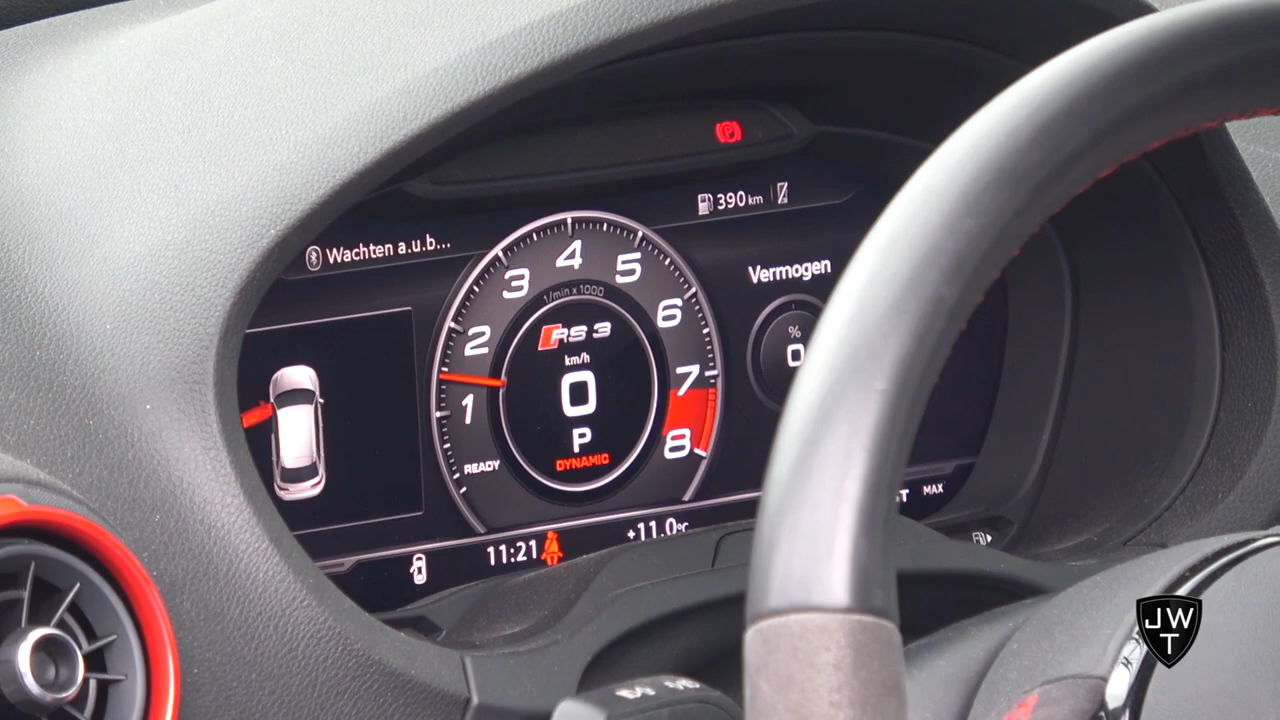 390 km
Wachten a.u.b...
Vermogen
1 2 3 4 5 6 7 8
1/min x 1000
RS 3
km/h
0
P
DYNAMIC
READY
%
0
T MAX
11:21
+11.0°C
JW
T